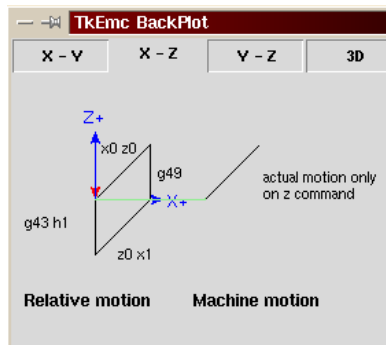 TkEmc BackPlot
X - Y
X - Z
Y - Z
3D
Z+
x0 z0
g49
X+
actual motion only
on z command
g43 h1
z0 x1
Relative motion
Machine motion